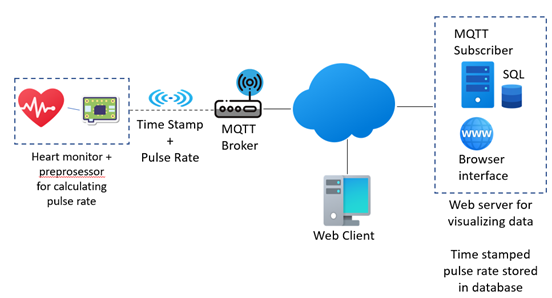 Heart monitor +
preprosessor
for calculating
pulse rate
Time Stamp
+
Pulse Rate
MQTT
Broker
Web Client
MQTT
Subscriber
SQL
WWW
Browser
interface
Web server for
visualizing data
Time stamped
pulse rate stored
in database